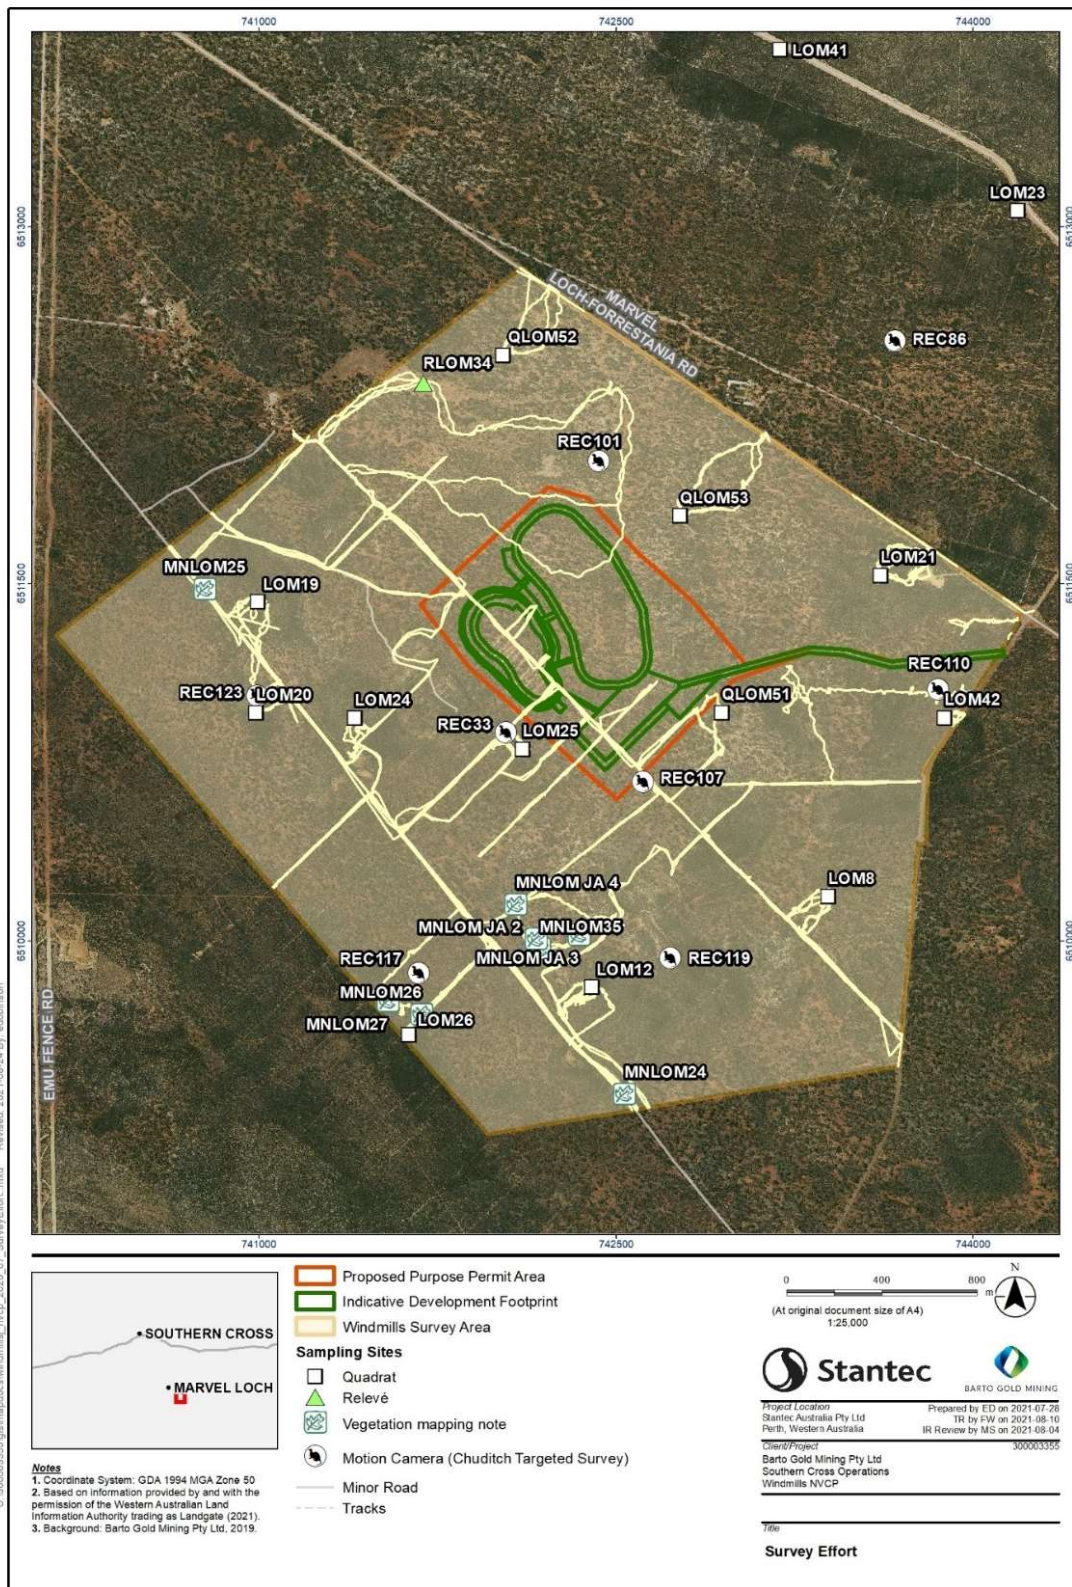 741000
742500
744000
LOM41
LOM23
6513000
6513000
MARVEL
LOCH-FORRESTANIA RD
QLOM52
REC86
RLOM34
REC101
QLOM53
LOM21
6511500
6511500
MNLOM25
LOM19
REC110
REC123
LOM20
LOM24
QLOM51
LOM42
REC33
LOM25
REC107
LOM8
MNLOM JA 4
MNLOM JA 2
MNLOM35
6510000
6510000
REC117
MNLOM JA 3
REC119
LOM12
MNLOM26
MNLOM27
LOM26
MNLOM24
EMU FENCE RD
741000
742500
744000
SOUTHERN CROSS
MARVEL LOCH
Proposed Purpose Permit Area
Indicative Development Footprint
Windmills Survey Area
Sampling Sites
Quadrat
Relevé
Vegetation mapping note
Motion Camera (Chuditch Targeted Survey)
Minor Road
Tracks
0 400 800
m
N
(At original document size of A4)
1:25,000
Stantec
BARTO GOLD MINING
Project Location
Stantec Australia Pty Ltd
Perth, Western Australia
Prepared by ED on 2021-07-28
TR by FW on 2021-08-10
IR Review by MS on 2021-08-04
Client/Project
300003355
Barto Gold Mining Pty Ltd
Southern Cross Operations
Windmills NVCP
Title
Survey Effort
Notes
1. Coordinate System: GDA 1994 MGA Zone 50
2. Based on information provided by and with the
permission of the Western Australian Land
Information Authority trading as Landgate (2021).
3. Background: Barto Gold Mining Pty Ltd, 2019.